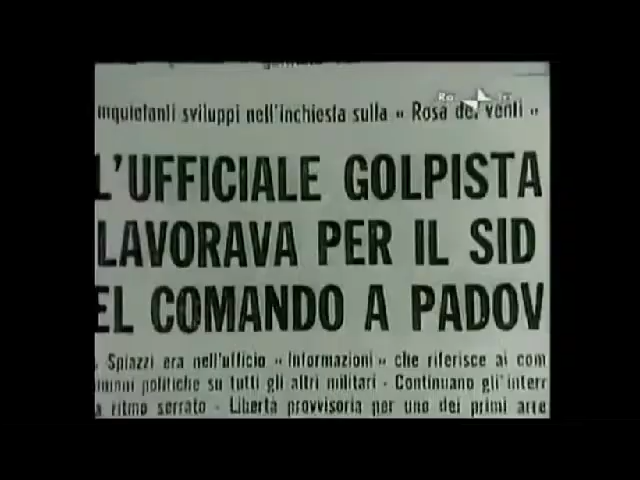 inquietanti sviluppi nell'inchiesta sulla « Rosa dei venti »
L'UFFICIALE GOLPISTA
LAVORAVA PER IL SID
EL COMANDO A PADOV
Spiazzi era nell'ufficio « Informazioni » che riferisce ai com
politiche su tutti gli altri militari - Continuano gl'interr
a ritmo serrato - Libertà provvisoria per uno dei primi arre